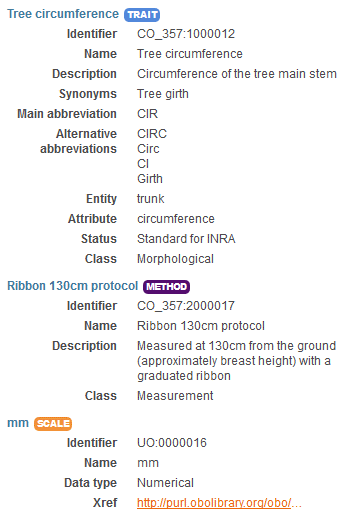 Tree circumference TRAIT
Identifier CO_357:1000012
Name Tree circumference
Description Circumference of the tree main stem
Synonyms Tree girth
Main abbreviation CIR
Alternative abbreviations CIRC
Circ
CI
Girth
Entity trunk
Attribute circumference
Status Standard for INRA
Class Morphological
Ribbon 130cm protocol METHOD
Identifier CO_357:2000017
Name Ribbon 130cm protocol
Description Measured at 130cm from the ground
(approximately breast height) with a
graduated ribbon
Class Measurement
mm SCALE
Identifier UO:0000016
Name mm
Data type Numerical
Xref http://purl.obolibrary.org/obo/...